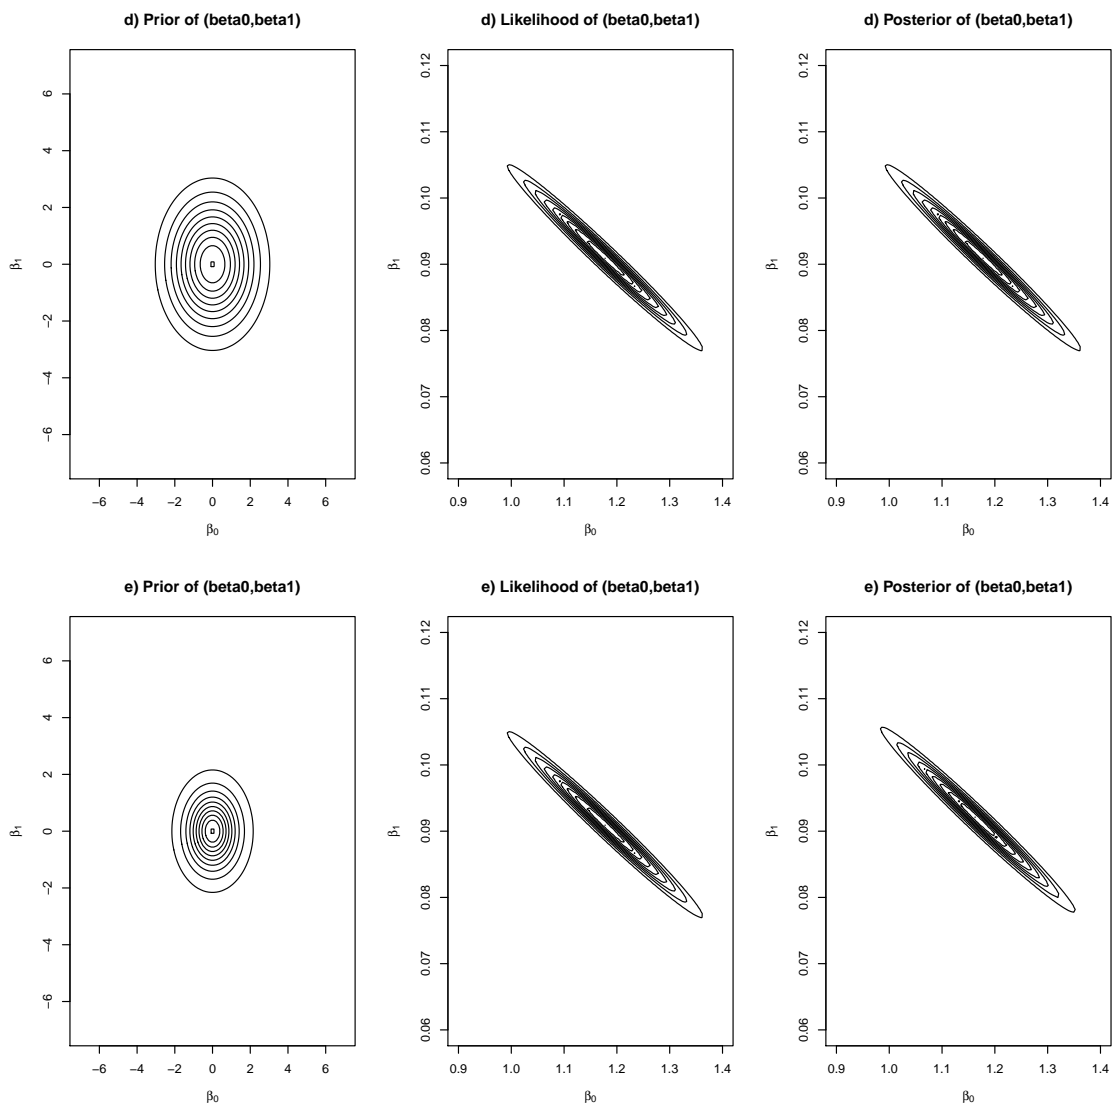 d) Prior of (beta0,beta1)
d) Likelihood of (beta0,beta1)
d) Posterior of (beta0,beta1)
6
4
2
0
−2
−4
−6
β1
−6 −4 −2 0 2 4 6
β0
0.12
0.11
0.10
0.09
0.08
0.07
0.06
β1
0.9 1.0 1.1 1.2 1.3 1.4
β0
0.12
0.11
0.10
0.09
0.08
0.07
0.06
β1
0.9 1.0 1.1 1.2 1.3 1.4
β0
e) Prior of (beta0,beta1)
e) Likelihood of (beta0,beta1)
e) Posterior of (beta0,beta1)
6
4
2
0
−2
−4
−6
β1
−6 −4 −2 0 2 4 6
β0
0.12
0.11
0.10
0.09
0.08
0.07
0.06
β1
0.9 1.0 1.1 1.2 1.3 1.4
β0
0.12
0.11
0.10
0.09
0.08
0.07
0.06
β1
0.9 1.0 1.1 1.2 1.3 1.4
β0